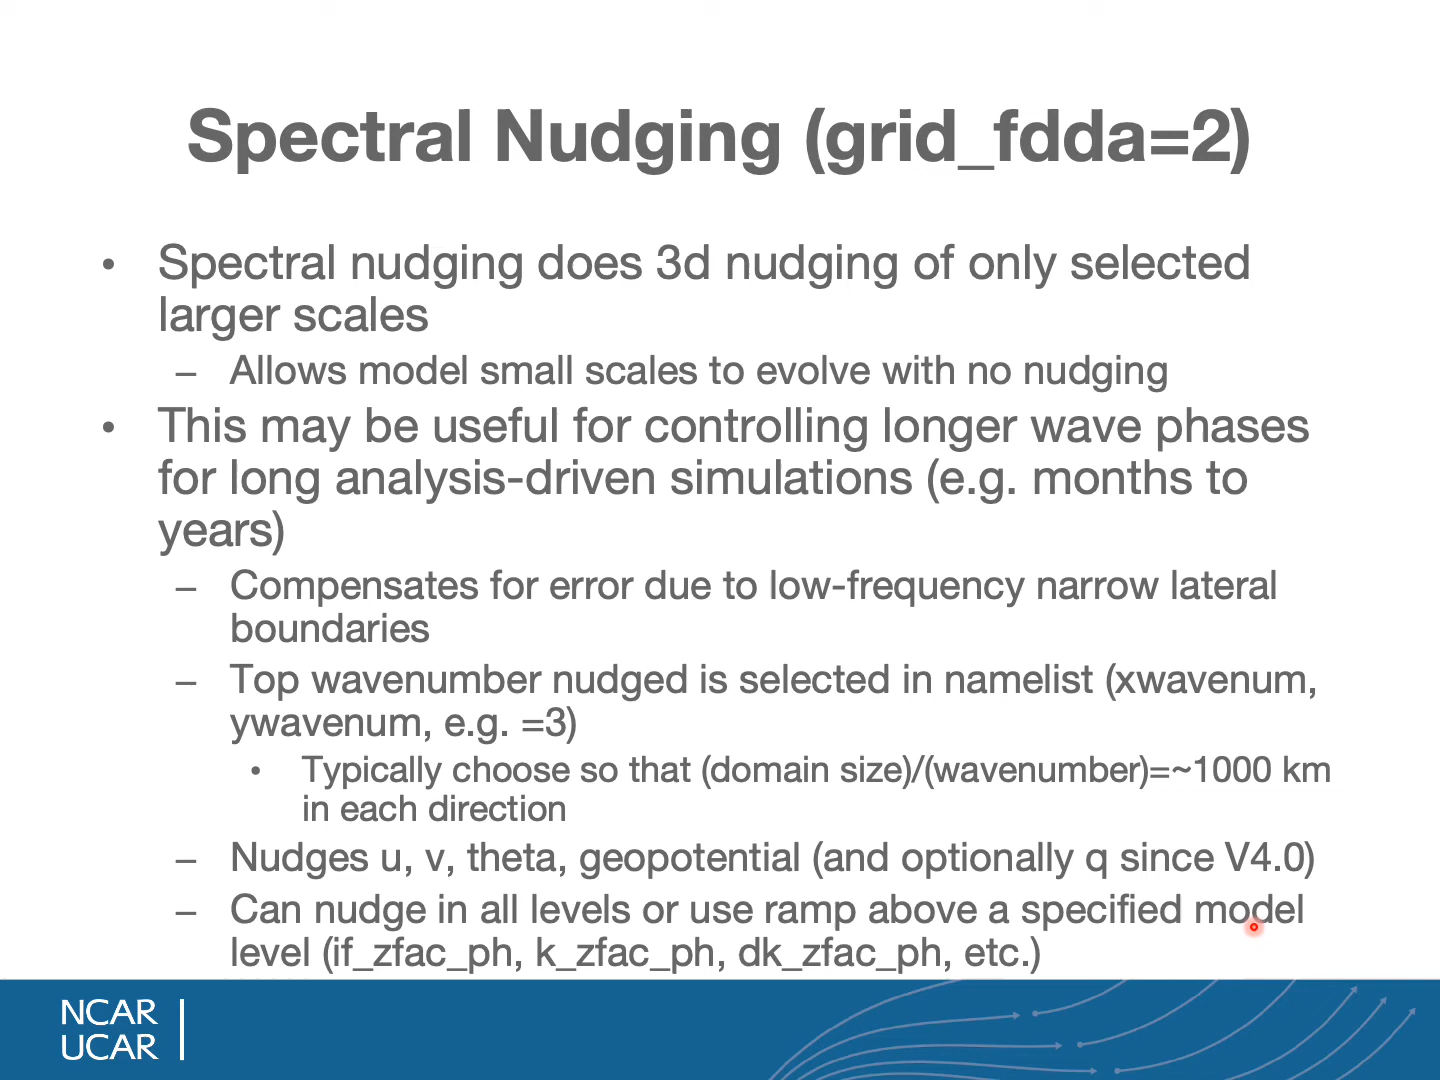 Spectral Nudging (grid_fdda=2)
• Spectral nudging does 3d nudging of only selected
larger scales
– Allows model small scales to evolve with no nudging
• This may be useful for controlling longer wave phases
for long analysis-driven simulations (e.g. months to
years)
– Compensates for error due to low-frequency narrow lateral
boundaries
– Top wavenumber nudged is selected in namelist (xwavenum,
ywavenum, e.g. =3)
• Typically choose so that (domain size)/(wavenumber)=~1000 km
in each direction
– Nudges u, v, theta, geopotential (and optionally q since V4.0)
– Can nudge in all levels or use ramp above a specified model
level (if_zfac_ph, k_zfac_ph, dk_zfac_ph, etc.)
NCAR
UCAR